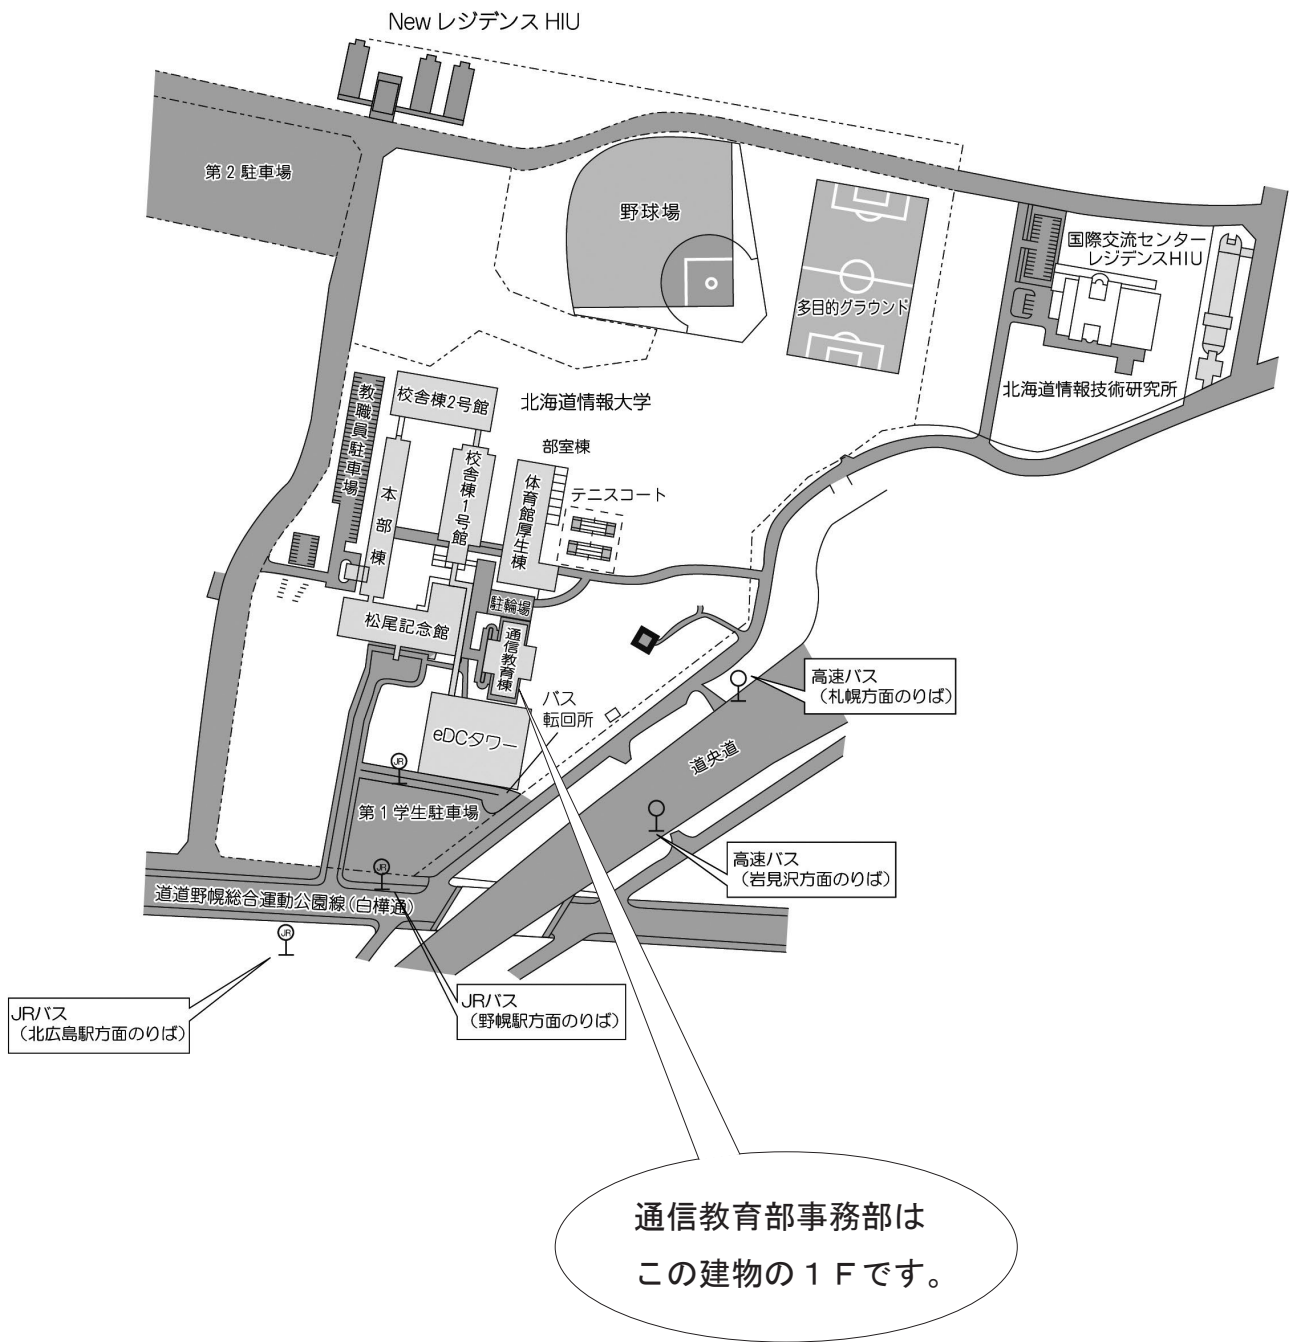 New レジデンス HIU
第2駐車場
野球場
多目的グラウンド
国際交流センター
レジデンスHIU
北海道情報技術研究所
教職員駐車場
校舎棟2号館
北海道情報大学
部室棟
本部棟
校舎棟1号館
体育館厚生棟
テニスコート
駐輪場
松尾記念館
通信教育棟
バス
転回所
eDCタワー
高速バス
（札幌方面のりば）
道央道
JR
第1学生駐車場
高速バス
（岩見沢方面のりば）
JR
道道野幌総合運動公園線(白樺通)
JR
JRバス
（北広島駅方面のりば）
JRバス
（野幌駅方面のりば）
通信教育部事務部は
この建物の１Ｆです。